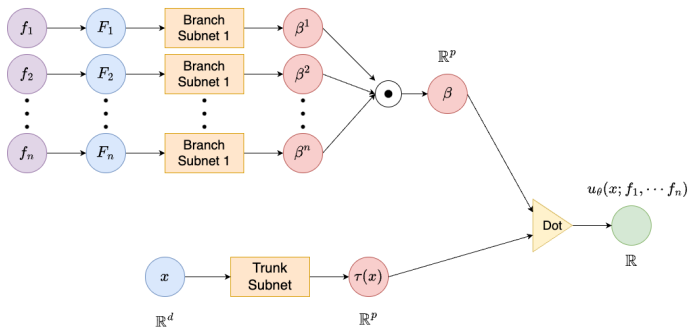 f₁ F₁ Branch Subnet 1 β¹
f₂ F₂ Branch Subnet 1 β²
ℝᵖ
β
fₙ Fₙ Branch Subnet 1 βⁿ
u_θ(x; f₁, ⋯ fₙ)
Dot
ℝ
x Trunk Subnet τ(x)
ℝᵈ ℝᵖ